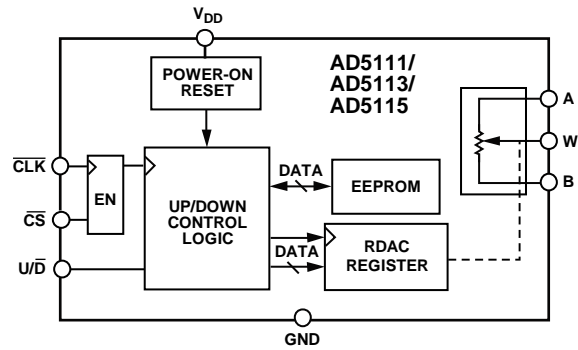 VDD
POWER-ON
RESET
AD5111/
AD5113/
AD5115
A
W
B
CLK
CS
EN
U/D
UP/DOWN
CONTROL
LOGIC
DATA
EEPROM
DATA
RDAC
REGISTER
GND